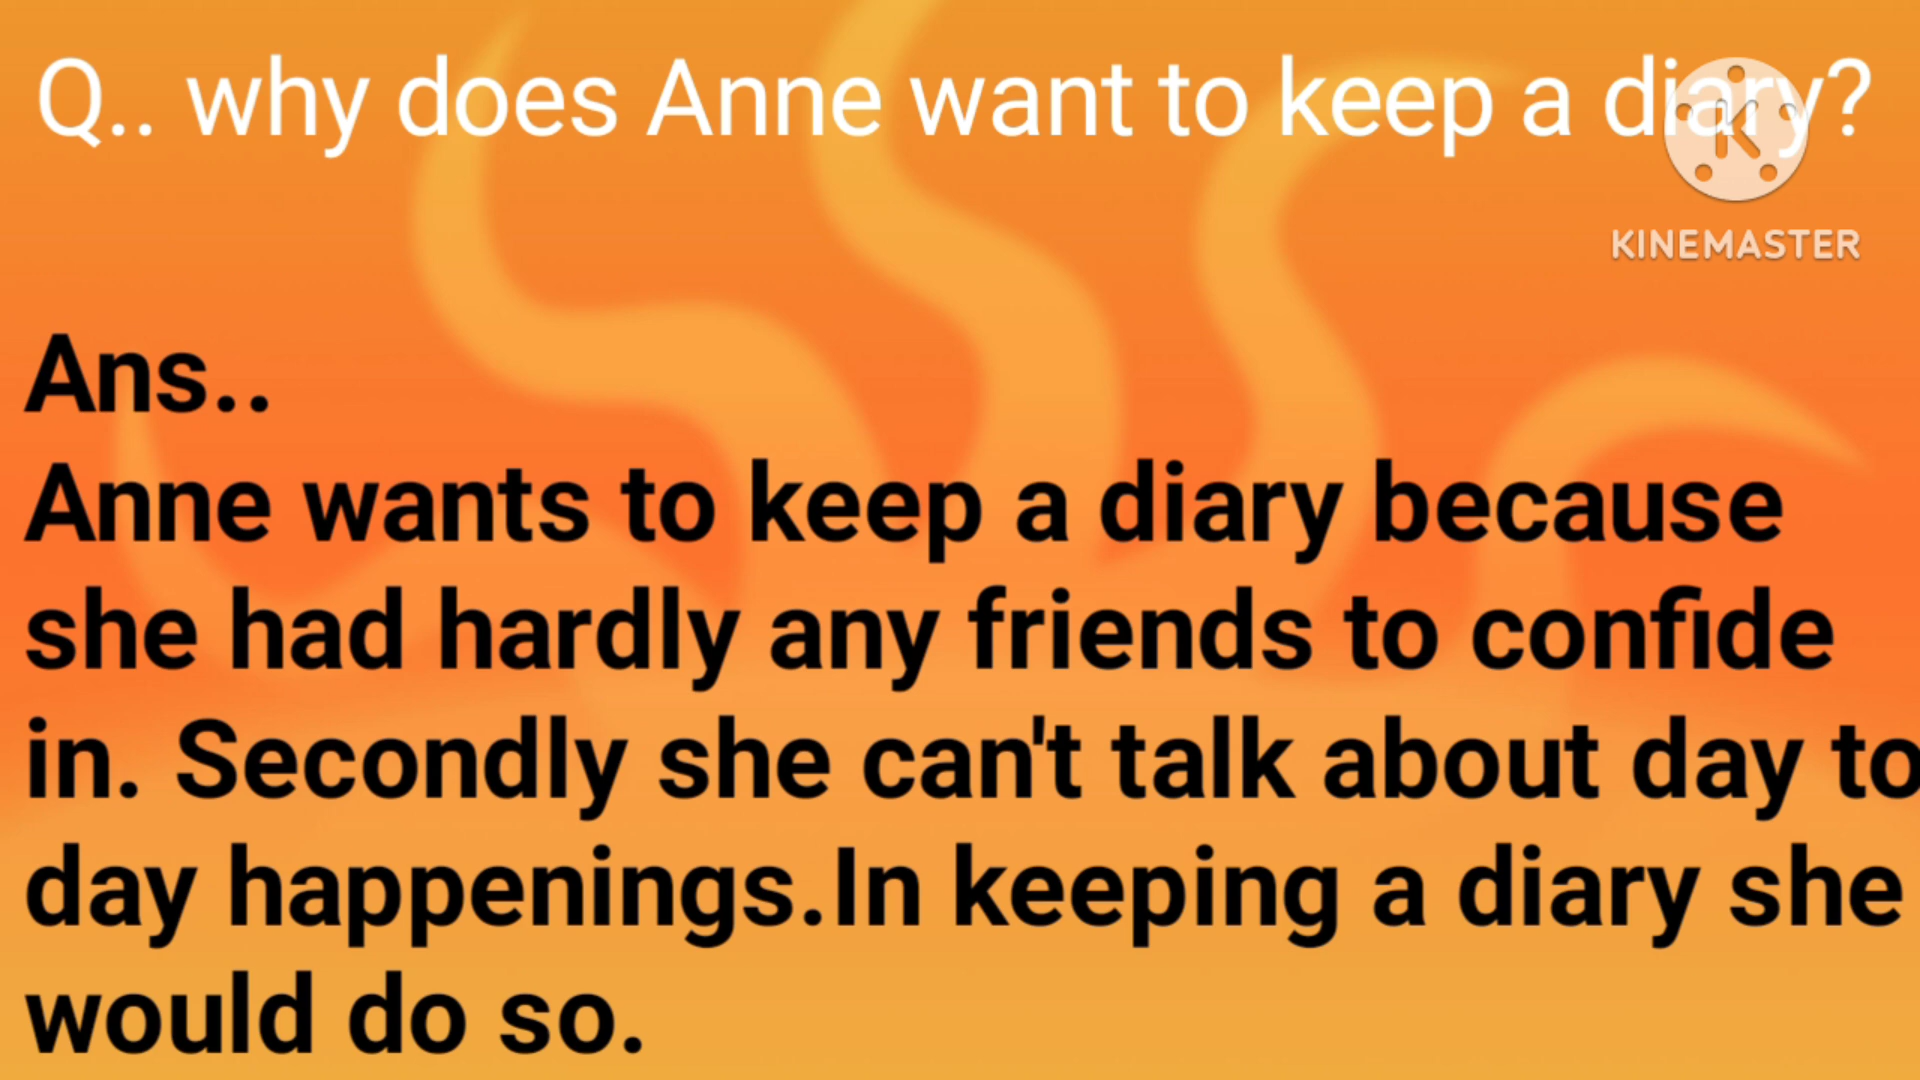 Q.. why does Anne want to keep a diary?
KINEMASTER
Ans..
Anne wants to keep a diary because
she had hardly any friends to confide
in. Secondly she can't talk about day to
day happenings.In keeping a diary she
would do so.